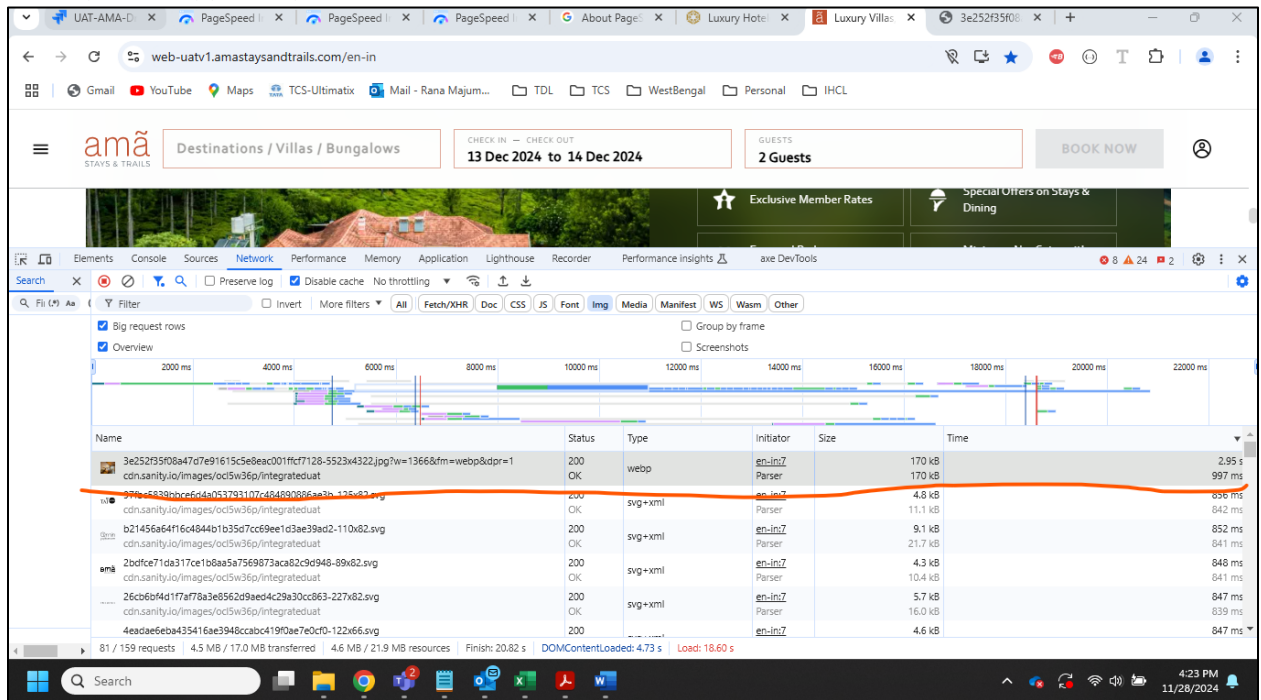 UAT-AMA-D
PageSpeed I
PageSpeed I
PageSpeed I
About Page
Luxury Hote
Luxury Villas
3e252f35f08
web-uatv1.amastaysandtrails.com/en-in
Gmail YouTube Maps TCS-Ultimatix Mail - Rana Majum... TDL TCS WestBengal Personal IHCL
amã
STAYS & TRAILS
Destinations / Villas / Bungalows
CHECK IN — CHECK OUT
13 Dec 2024 to 14 Dec 2024
GUESTS
2 Guests
BOOK NOW
Exclusive Member Rates
Special Offers on Stays &
Dining
Elements Console Sources Network Performance Memory Application Lighthouse Recorder Performance insights axe DevTools 8 24 2
Search Preserve log Disable cache No throttling
Aa Filter Invert More filters All Fetch/XHR Doc CSS JS Font Img Media Manifest WS Wasm Other
Big request rows Group by frame
Overview Screenshots
2000 ms 4000 ms 6000 ms 8000 ms 10000 ms 12000 ms 14000 ms 16000 ms 18000 ms 20000 ms 22000 ms
Name Status Type Initiator Size Time
3e252f35f08a47d7e91615c5e8eac001ffcf7128-5523x4322.jpg?w=1366&fm=webp&dpr=1 200 webp en-in:7 170 kB 2.95 s
cdn.sanity.io/images/ocl5w36p/integrateduat OK Parser 170 kB 997 ms
200 svg+xml en-in:7 4.8 kB 856 ms
cdn.sanity.io/images/ocl5w36p/integrateduat OK Parser 11.1 kB 842 ms
b21456a64f16c4844b1b35d7cc69ee1d3ae39ad2-110x82.svg 200 svg+xml en-in:7 9.1 kB 852 ms
cdn.sanity.io/images/ocl5w36p/integrateduat OK Parser 21.7 kB 841 ms
amã 2bdfce71da317ce1b8aa5a7569873aca82c9d948-89x82.svg 200 svg+xml en-in:7 4.3 kB 848 ms
cdn.sanity.io/images/ocl5w36p/integrateduat OK Parser 10.4 kB 841 ms
26cb6bf4d1f7af78a3e8562d9aed4c29a30cc863-227x82.svg 200 svg+xml en-in:7 5.7 kB 847 ms
cdn.sanity.io/images/ocl5w36p/integrateduat OK Parser 16.0 kB 839 ms
4eadae6eba435416ae3948ccabc419f0ae7e0cf0-122x66.svg 200 en-in:7 4.6 kB 847 ms
81 / 159 requests 4.5 MB / 17.0 MB transferred 4.6 MB / 21.9 MB resources Finish: 20.82 s DOMContentLoaded: 4.73 s Load: 18.60 s
Search
2
4:23 PM
11/28/2024